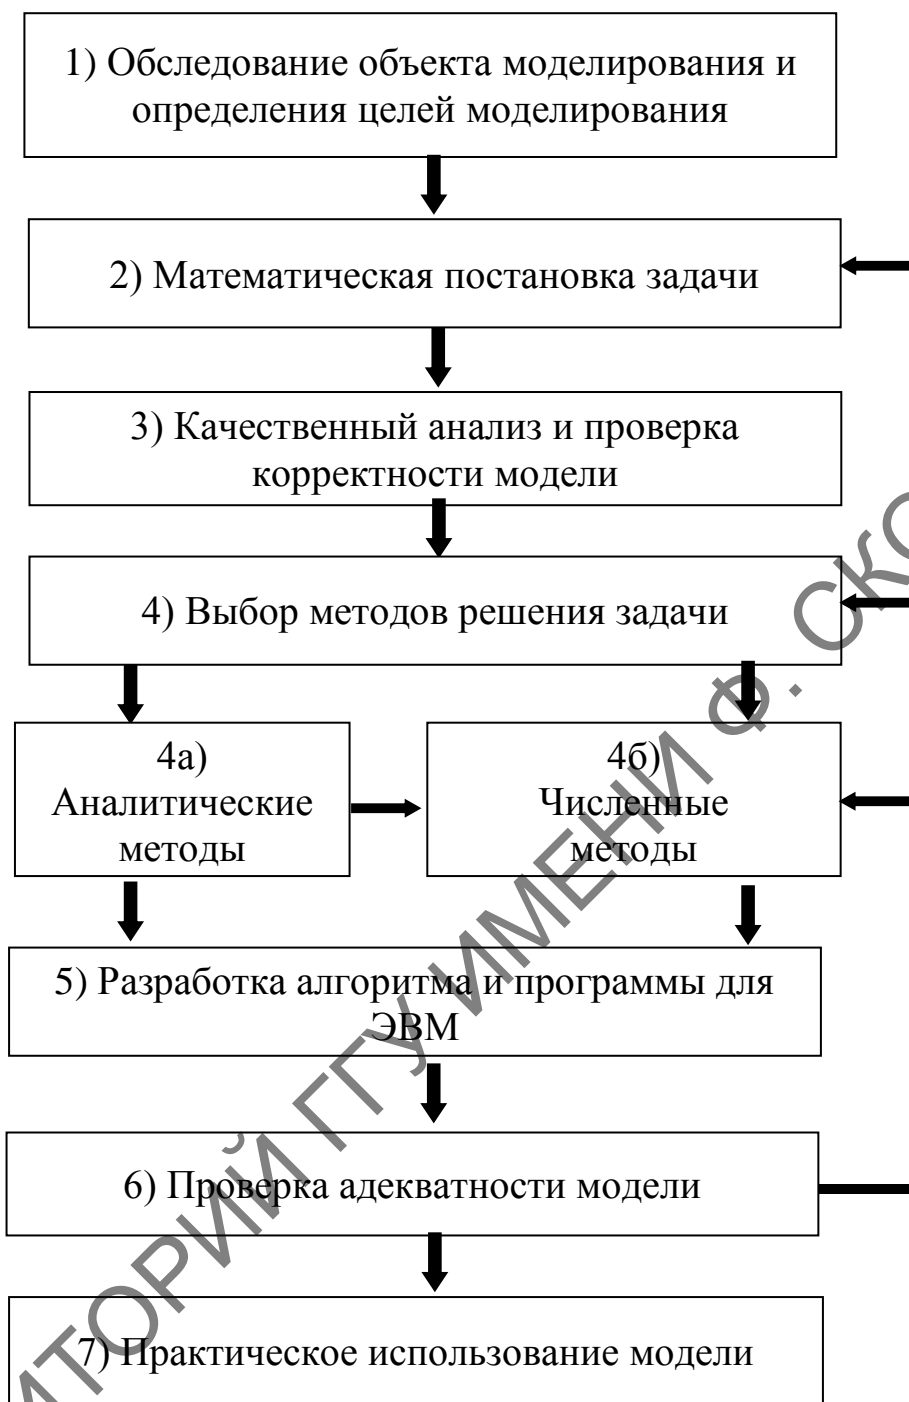 1) Обследование объекта моделирования и
определения целей моделирования
2) Математическая постановка задачи
3) Качественный анализ и проверка
корректности модели
4) Выбор методов решения задачи
4а)
Аналитические
методы
4б)
Численные
методы
5) Разработка алгоритма и программы для
ЭВМ
6) Проверка адекватности модели
7) Практическое использование модели
ГГУ ИМЕНИ Ф.